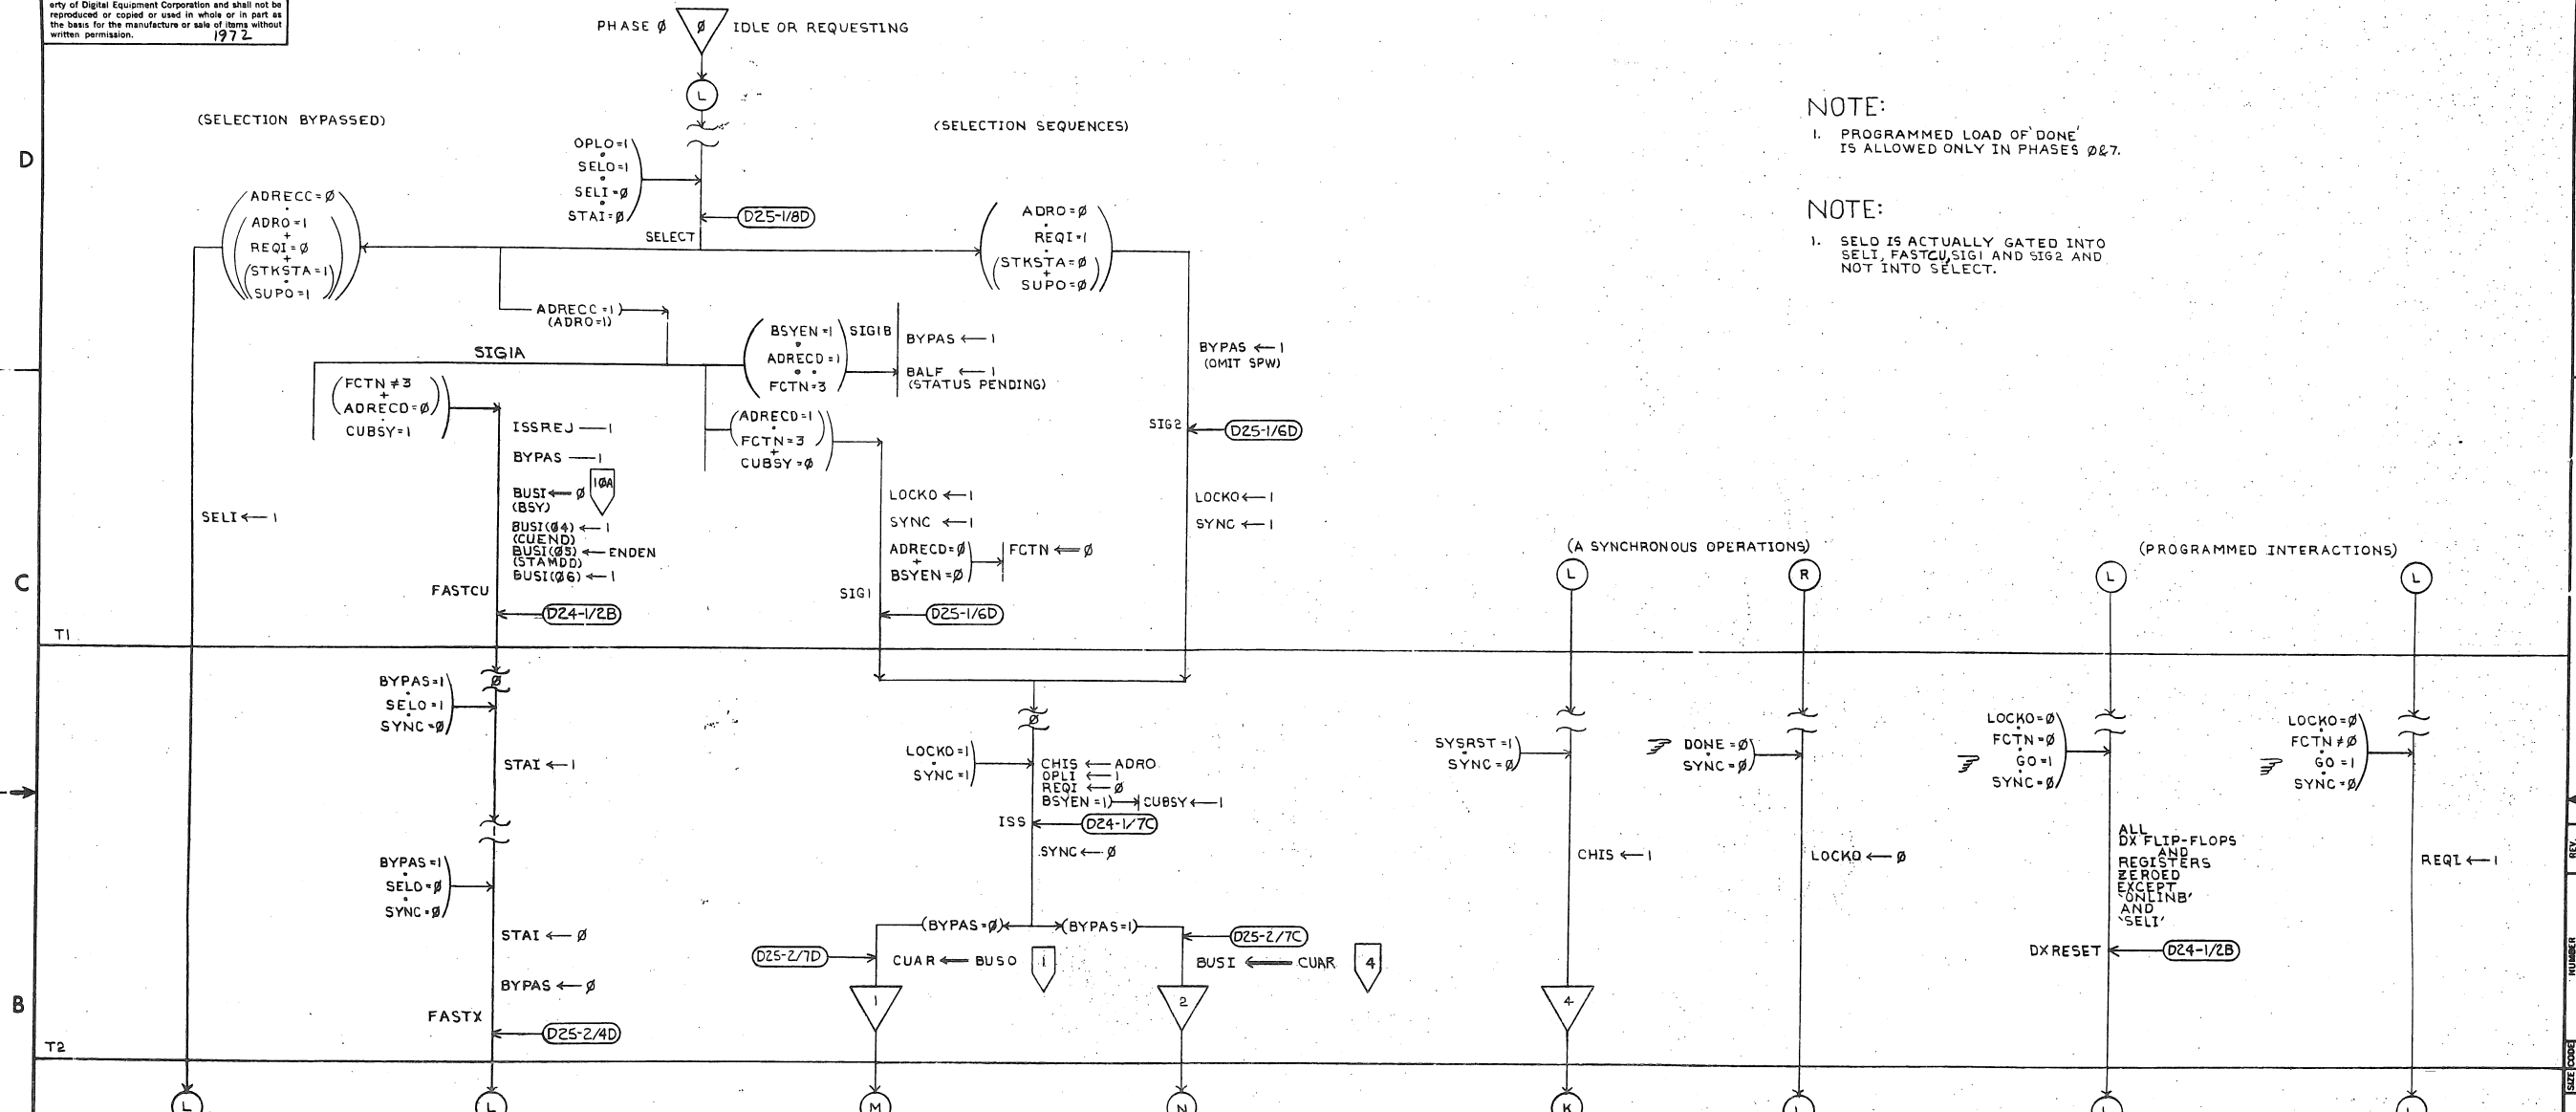 erty of Digital Equipment Corporation and shall not be
reproduced or copied or used in whole or in part as
the basis for the manufacture or sale of items without
written permission. 1972
PHASE Ø
Ø
IDLE OR REQUESTING
L
(SELECTION BYPASSED)
(SELECTION SEQUENCES)
NOTE:
1. PROGRAMMED LOAD OF 'DONE'
IS ALLOWED ONLY IN PHASES Ø&7.
NOTE:
1. SELO IS ACTUALLY GATED INTO
SELI, FASTCU, SIG1 AND SIG2 AND
NOT INTO SELECT.
D
OPLO=1
SELO=1
SELI=Ø
STAI=Ø
D25-1/8D
SELECT
ADRECC=Ø
ADRO=1
+
REQI=Ø
+
(STKSTA=1)
SUPO=1
ADRO=Ø
REQI=1
(STKSTA=Ø
+
SUPO=Ø)
ADRECC=1)
(ADRO=1)
SIG1A
BSYEN=1
ADRECD=1
FCTN=3
SIG1B
BYPAS ← 1
BALF ← 1
(STATUS PENDING)
BYPAS ← 1
(OMIT SPW)
(FCTN ≠ 3
+
ADRECD=Ø)
CUBSY=1
ISSREJ — 1
BYPAS — 1
BUSI ← Ø
(BSY)
10A
BUSI(Ø4) ← 1
(CUEND)
BUSI(Ø5) ← ENDEN
(STAMOD)
BUSI(Ø6) ← 1
FASTCU
D24-1/2B
(ADRECD=1
FCTN=3)
+
CUBSY=Ø
LOCKO ← 1
SYNC ← 1
ADRECD=Ø
+
BSYEN=Ø
FCTN ← Ø
SIG1
D25-1/6D
SIG2
D25-1/6D
LOCKO ← 1
SYNC ← 1
SELI ← 1
C
(A SYNCHRONOUS OPERATIONS)
(PROGRAMMED INTERACTIONS)
L
R
L
L
T1
BYPAS=1
SELO=1
SYNC=Ø
Ø
STAI ← 1
BYPAS=1
SELO=Ø
SYNC=Ø
STAI ← Ø
BYPAS ← Ø
FASTX
D25-2/4D
Ø
LOCKO=1
SYNC=1
CHIS ← ADRO
OPLI ← 1
REQI ← Ø
BSYEN=1) → CUBSY ← 1
ISS
D24-1/7C
SYNC ← Ø
(BYPAS=Ø)
(BYPAS=1)
D25-2/7D
CUAR ← BUSO
1
D25-2/7C
BUSI ← CUAR
4
1
2
SYSRST=1
SYNC=Ø
CHIS ← 1
4
DONE=Ø
SYNC=Ø
LOCKO ← Ø
LOCKO=Ø
FCTN=Ø
GO=1
SYNC=Ø
ALL
DX FLIP-FLOPS
AND
REGISTERS
ZEROED
EXCEPT
'ONLINB'
AND
'SELI'
DXRESET
D24-1/2B
LOCKO=Ø
FCTN≠Ø
GO=1
SYNC=Ø
REQI ← 1
B
T2
L
L
M
N
K
REV.
NUMBER
SIZE CODE